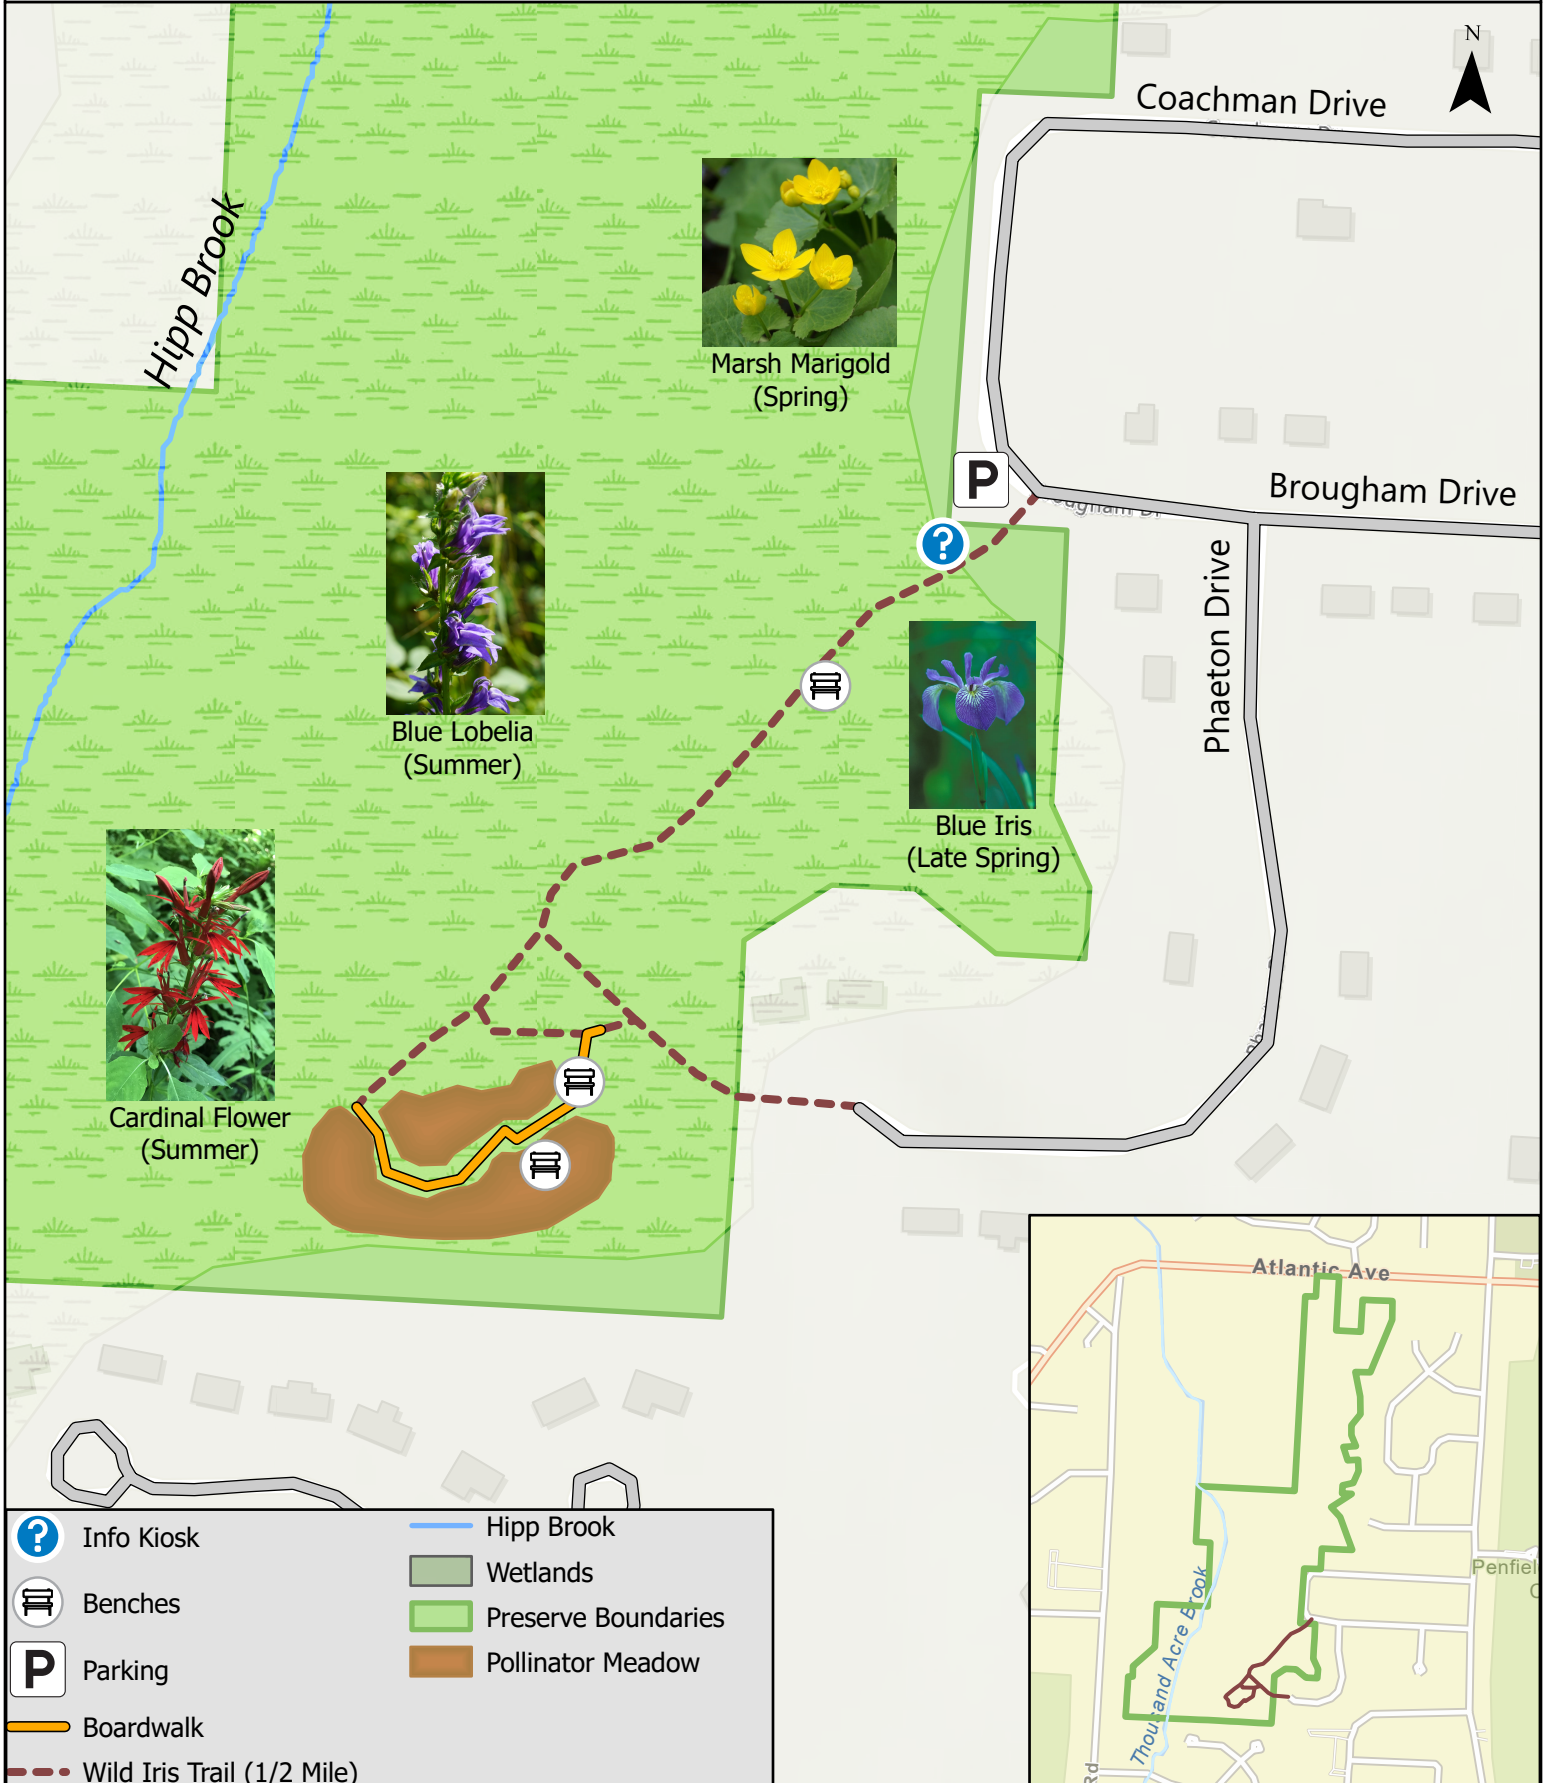 N
Coachman Drive
Hipp Brook
Marsh Marigold
(Spring)
P
Brougham Drive
?
Phaeton Drive
Blue Lobelia
(Summer)
Blue Iris
(Late Spring)
Cardinal Flower
(Summer)
Atlantic Ave
Penfiel
Thousand Acre Brook
Rd
? Info Kiosk
Benches
P Parking
Boardwalk
Wild Iris Trail (1/2 Mile)
Hipp Brook
Wetlands
Preserve Boundaries
Pollinator Meadow